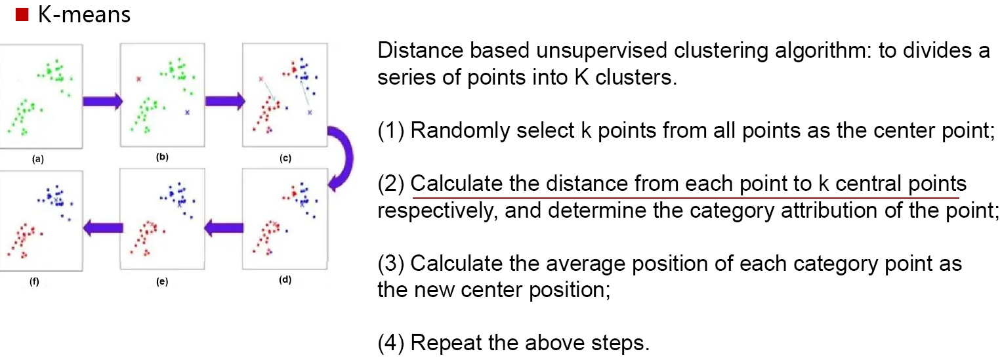 K-means
Distance based unsupervised clustering algorithm: to divides a
series of points into K clusters.
(1) Randomly select k points from all points as the center point;
(2) Calculate the distance from each point to k central points
respectively, and determine the category attribution of the point;
(3) Calculate the average position of each category point as
the new center position;
(4) Repeat the above steps.
(a)
(b)
(c)
(f)
(e)
(d)